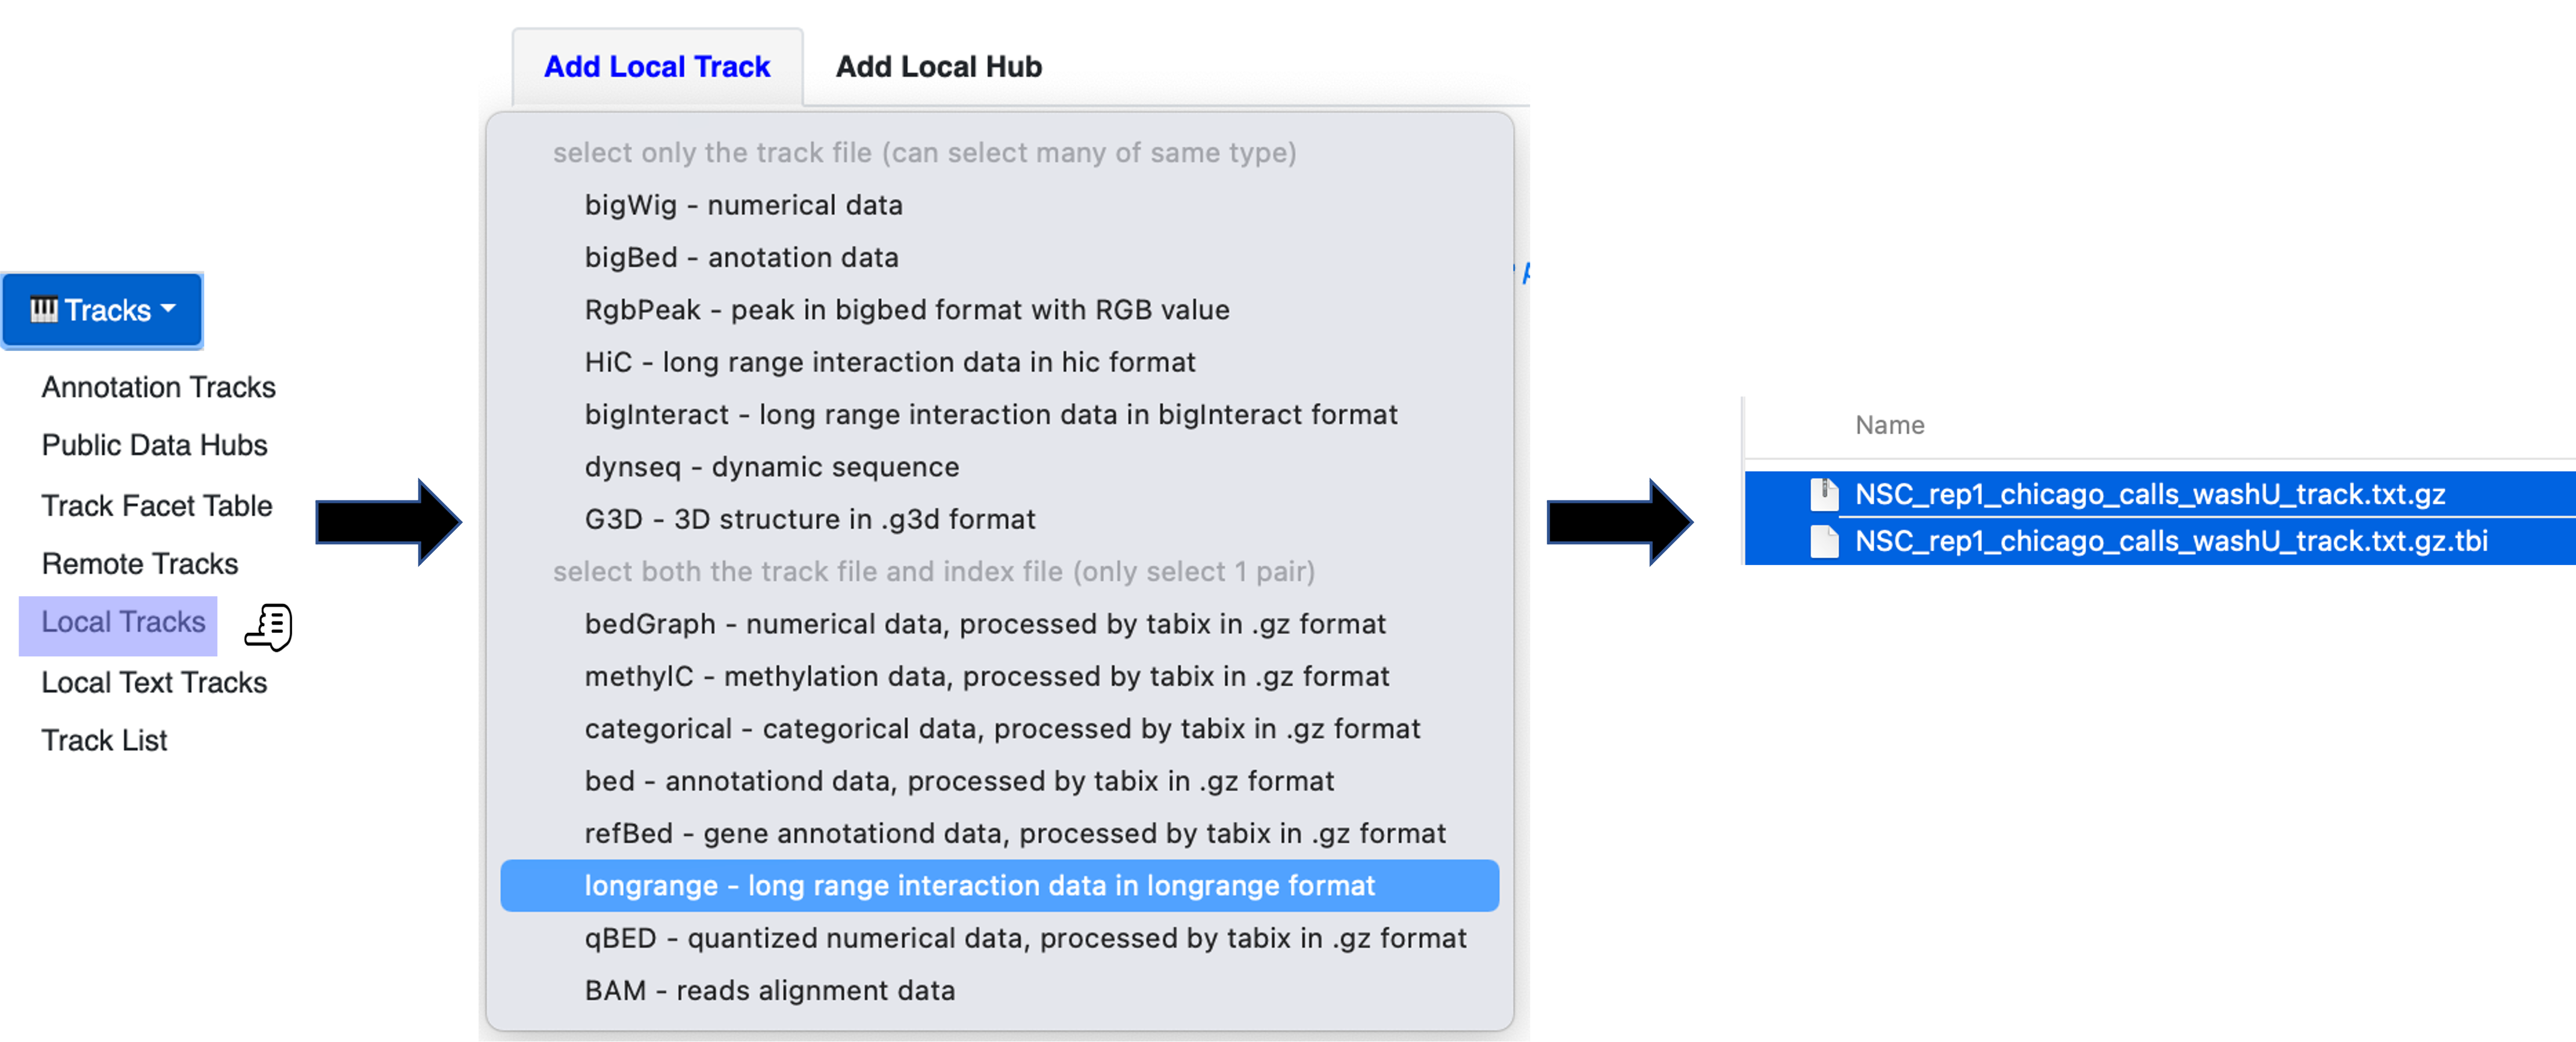 Tracks
Annotation Tracks
Public Data Hubs
Track Facet Table
Remote Tracks
Local Tracks
Local Text Tracks
Track List
Add Local Track
Add Local Hub
select only the track file (can select many of same type)
bigWig - numerical data
bigBed - anotation data
RgbPeak - peak in bigbed format with RGB value
HiC - long range interaction data in hic format
bigInteract - long range interaction data in bigInteract format
dynseq - dynamic sequence
G3D - 3D structure in .g3d format
select both the track file and index file (only select 1 pair)
bedGraph - numerical data, processed by tabix in .gz format
methylC - methylation data, processed by tabix in .gz format
categorical - categorical data, processed by tabix in .gz format
bed - annotationd data, processed by tabix in .gz format
refBed - gene annotationd data, processed by tabix in .gz format
longrange - long range interaction data in longrange format
qBED - quantized numerical data, processed by tabix in .gz format
BAM - reads alignment data
Name
NSC_rep1_chicago_calls_washU_track.txt.gz
NSC_rep1_chicago_calls_washU_track.txt.gz.tbi